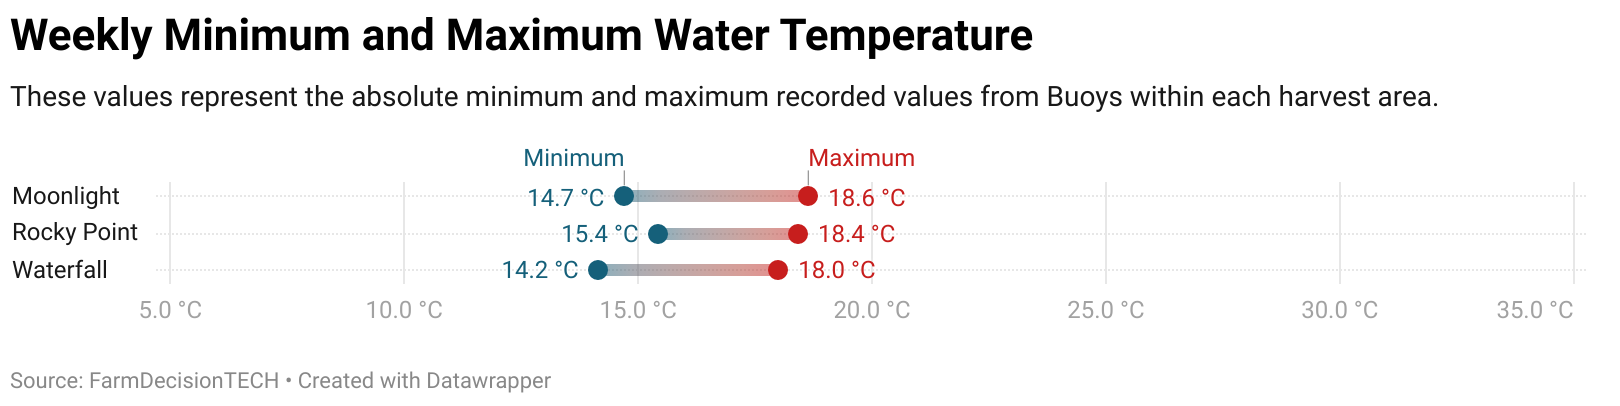 Weekly Minimum and Maximum Water Temperature
These values represent the absolute minimum and maximum recorded values from Buoys within each harvest area.
Minimum Maximum
Moonlight 14.7 °C 18.6 °C
Rocky Point 15.4 °C 18.4 °C
Waterfall 14.2 °C 18.0 °C
5.0 °C 10.0 °C 15.0 °C 20.0 °C 25.0 °C 30.0 °C 35.0 °C
Source: FarmDecisionTECH • Created with Datawrapper